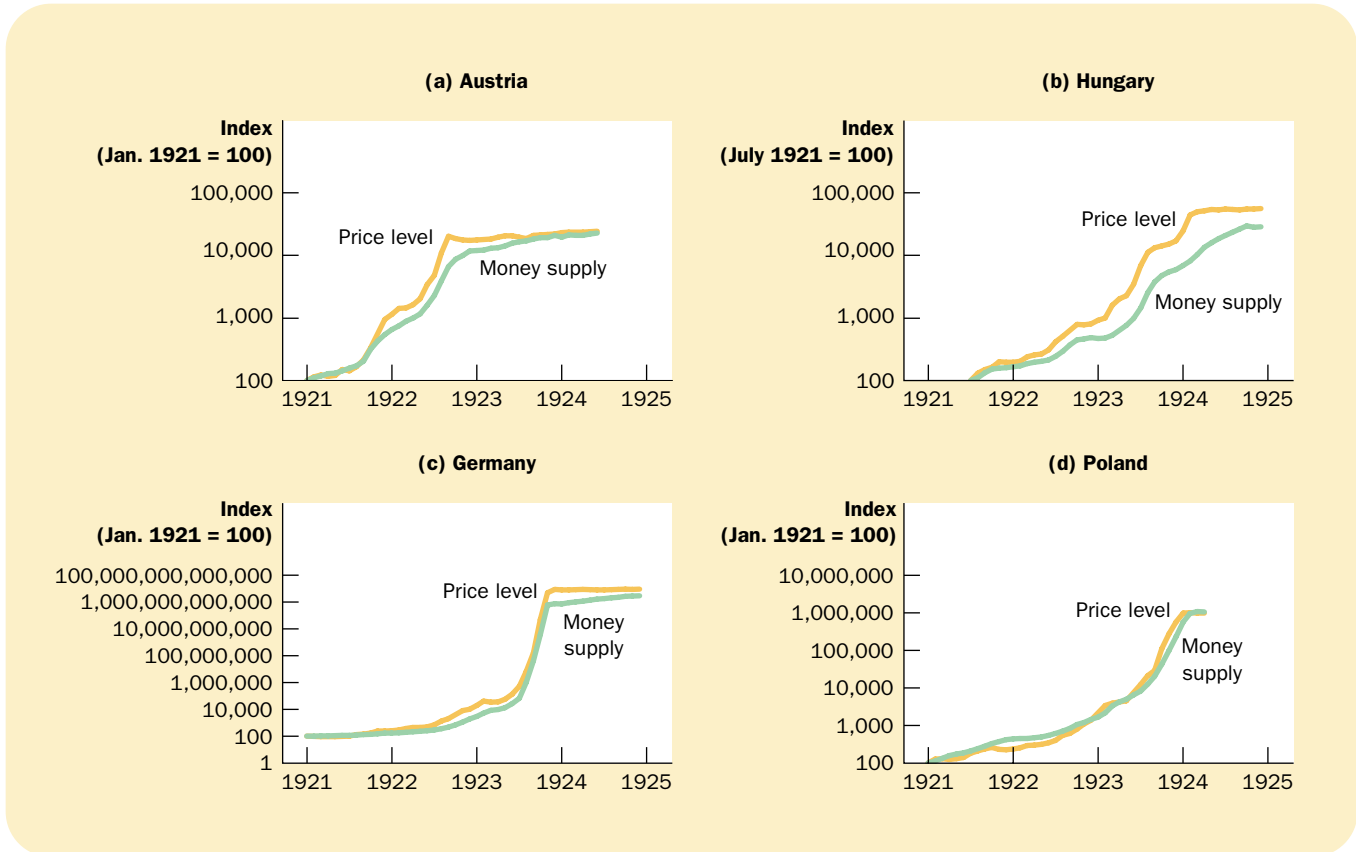 (a) Austria
Index
(Jan. 1921 = 100)
100,000
10,000
1,000
100
Price level
Money supply
1921 1922 1923 1924 1925
(b) Hungary
Index
(July 1921 = 100)
100,000
10,000
1,000
100
Price level
Money supply
1921 1922 1923 1924 1925
(c) Germany
Index
(Jan. 1921 = 100)
100,000,000,000,000
1,000,000,000,000
10,000,000,000
100,000,000
1,000,000
10,000
100
1
Price level
Money
supply
1921 1922 1923 1924 1925
(d) Poland
Index
(Jan. 1921 = 100)
10,000,000
1,000,000
100,000
10,000
1,000
100
Price level
Money
supply
1921 1922 1923 1924 1925